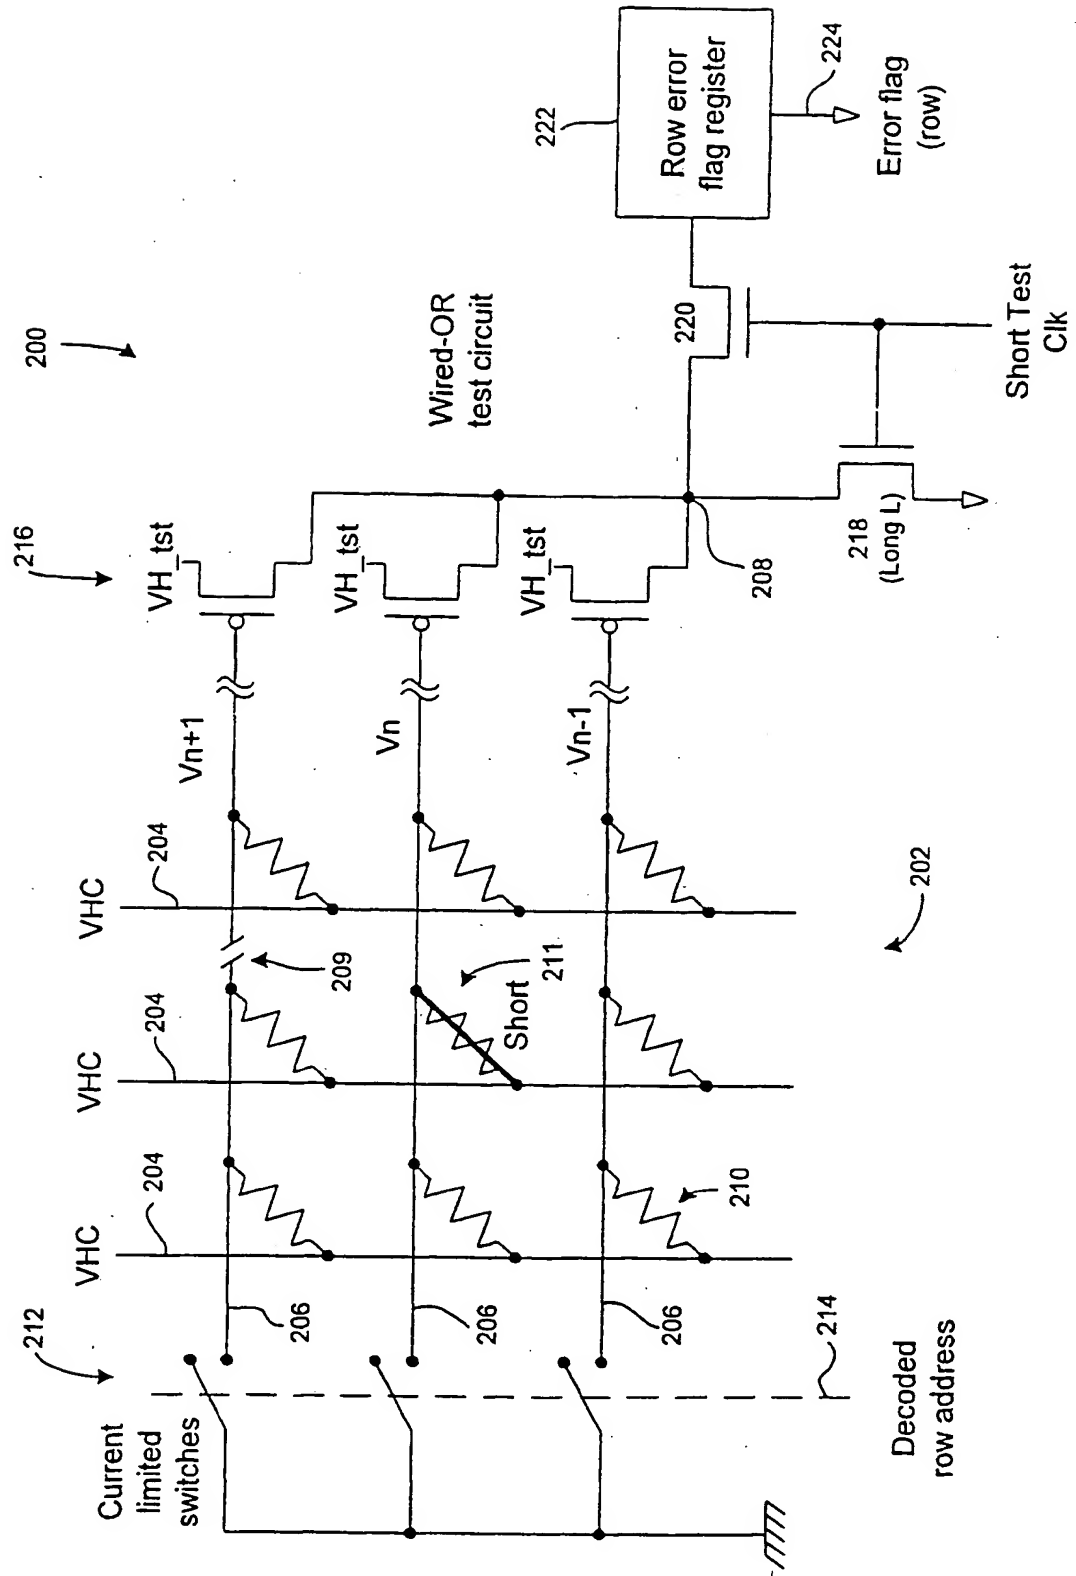 200
216
212
Current
limited
switches
VHC
204
VHC
204
VHC
204
206
206
206
209
Short
211
210
202
Vn+1
Vn
Vn-1
VH_tst
VH_tst
VH_tst
Wired-OR
test circuit
208
218
(Long L)
220
222
Row error
flag register
224
Error flag
(row)
Short Test
Clk
214
Decoded
row address